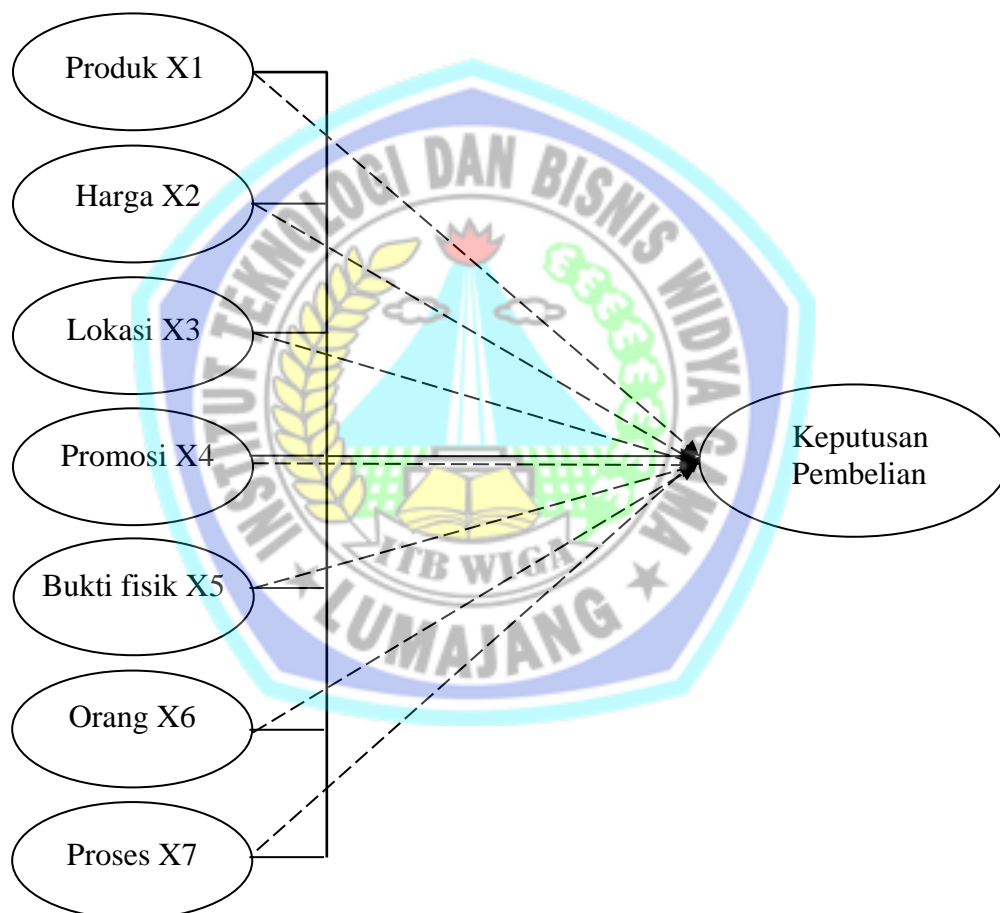 Produk X1
Harga X2
Lokasi X3
Promosi X4
Bukti fisik X5
Orang X6
Proses X7
Keputusan
Pembelian
INSTITUT TEKNOLOGI DAN BISNIS WIDYA GAMA
ITB WIGA
★ LUMAJANG ★